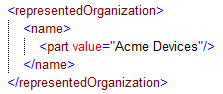 <representedOrganization>
<name>
<part value="Acme Devices"/>
</name>
</representedOrganization>